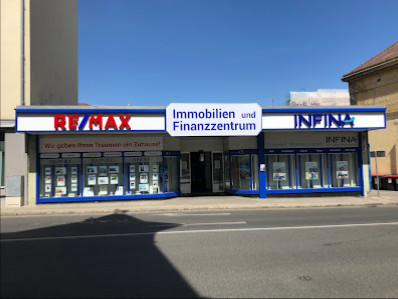 RE/MAX
Immobilien und
Finanzzentrum
INFINA
Wir geben Ihren Träumen ein Zuhause!
INFINA